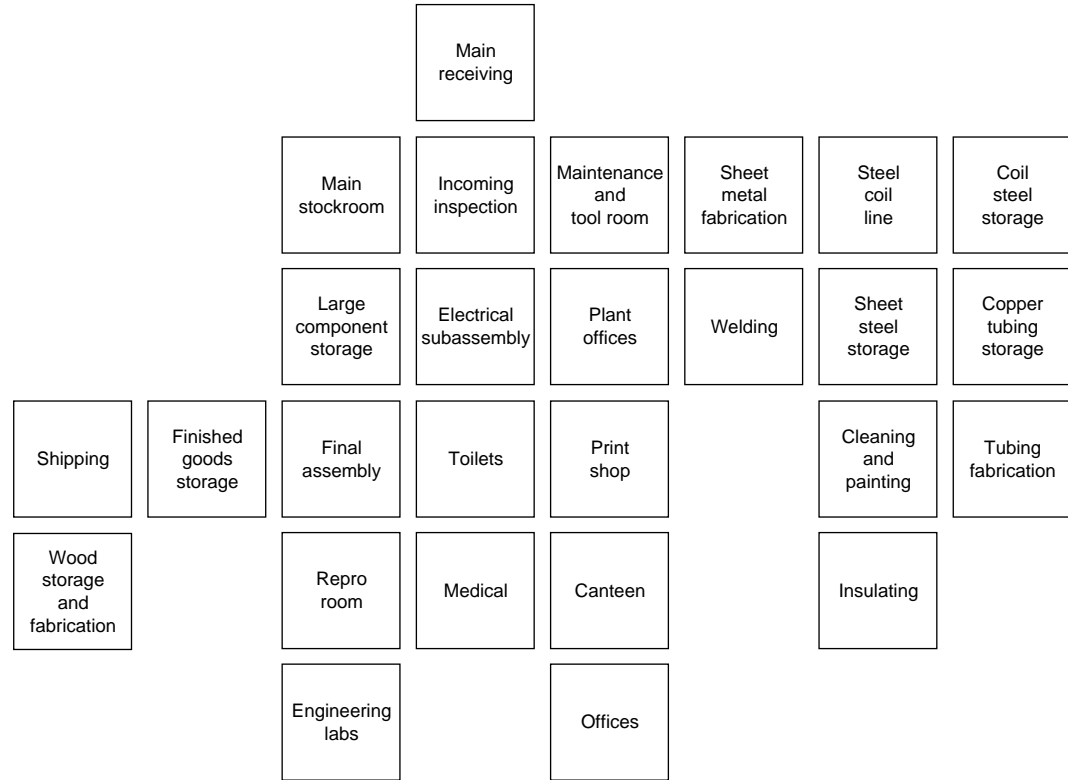 Main
receiving
Main
stockroom
Incoming
inspection
Maintenance
and
tool room
Sheet
metal
fabrication
Steel
coil
line
Coil
steel
storage
Large
component
storage
Electrical
subassembly
Plant
offices
Welding
Sheet
steel
storage
Copper
tubing
storage
Shipping
Finished
goods
storage
Final
assembly
Toilets
Print
shop
Cleaning
and
painting
Tubing
fabrication
Wood
storage
and
fabrication
Repro
room
Medical
Canteen
Insulating
Engineering
labs
Offices